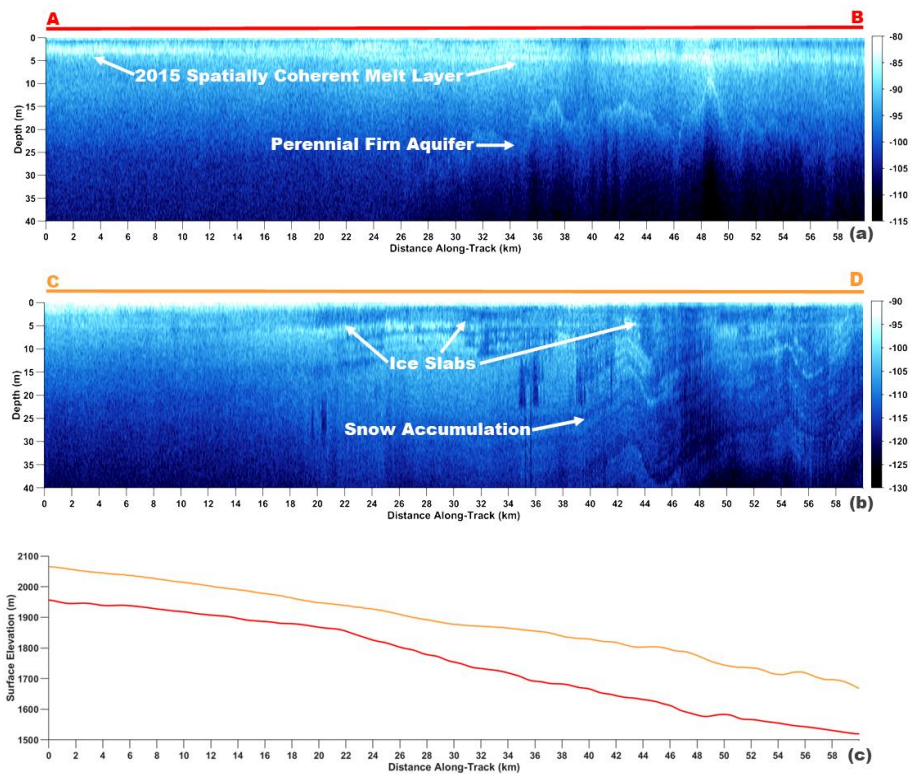 A B
0
5
10
15
20
25
30
35
40
Depth (m)
2015 Spatially Coherent Melt Layer
Perennial Firn Aquifer
-80
-85
-90
-95
-100
-105
-110
-115
0 2 4 6 8 10 12 14 16 18 20 22 24 26 28 30 32 34 36 38 40 42 44 46 48 50 52 54 56 58
Distance Along-Track (km)
(a)
C D
0
5
10
15
20
25
30
35
40
Depth (m)
Ice Slabs
Snow Accumulation
-90
-95
-100
-105
-110
-115
-120
-125
-130
0 2 4 6 8 10 12 14 16 18 20 22 24 26 28 30 32 34 36 38 40 42 44 46 48 50 52 54 56 58
Distance Along-Track (km)
(b)
2100
2000
1900
1800
1700
1600
1500
Surface Elevation (m)
0 2 4 6 8 10 12 14 16 18 20 22 24 26 28 30 32 34 36 38 40 42 44 46 48 50 52 54 56 58
Distance Along-Track (km)
(c)